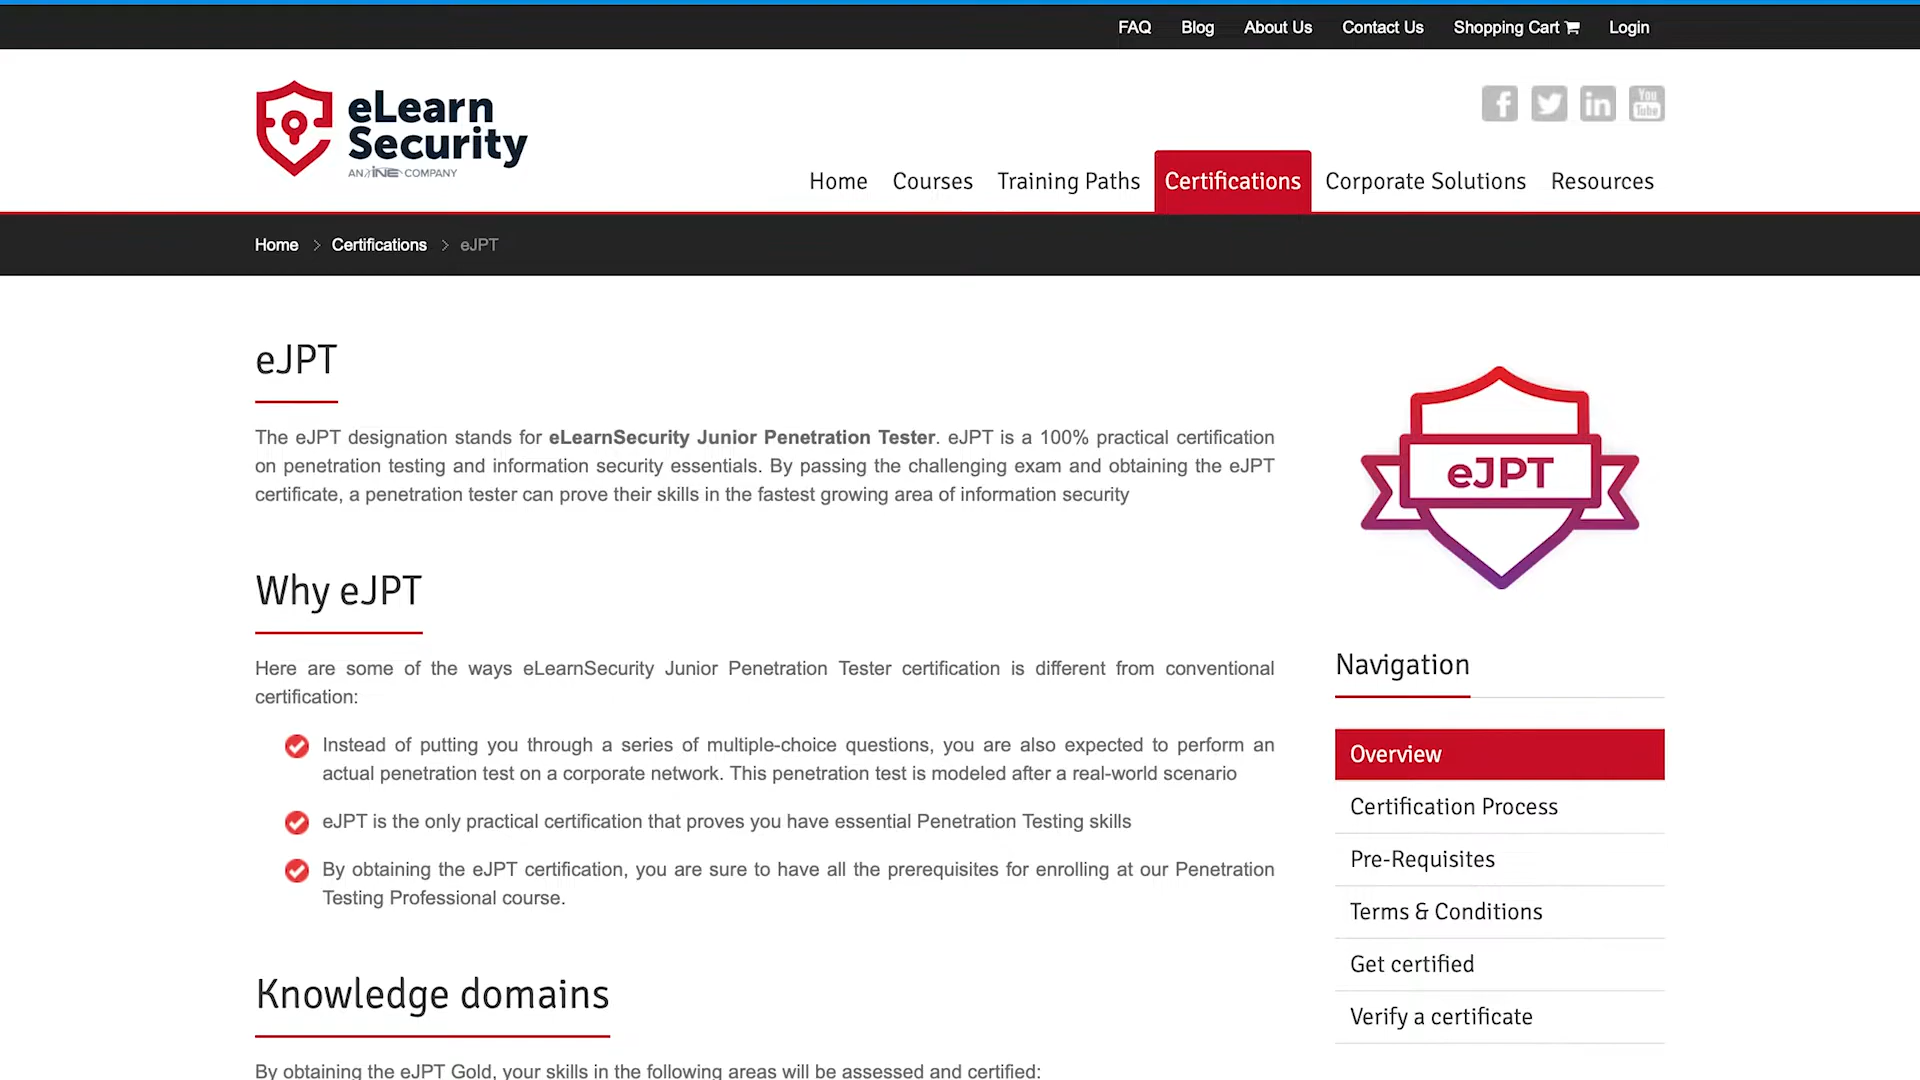 FAQ Blog About Us Contact Us Shopping Cart Login
eLearn
Security
AN INE COMPANY
You
Tube
Home Courses Training Paths Certifications Corporate Solutions Resources
Home > Certifications > eJPT
eJPT
The eJPT designation stands for eLearnSecurity Junior Penetration Tester. eJPT is a 100% practical certification
on penetration testing and information security essentials. By passing the challenging exam and obtaining the eJPT
certificate, a penetration tester can prove their skills in the fastest growing area of information security
eJPT
Why eJPT
Here are some of the ways eLearnSecurity Junior Penetration Tester certification is different from conventional
certification:
Instead of putting you through a series of multiple-choice questions, you are also expected to perform an
actual penetration test on a corporate network. This penetration test is modeled after a real-world scenario
eJPT is the only practical certification that proves you have essential Penetration Testing skills
By obtaining the eJPT certification, you are sure to have all the prerequisites for enrolling at our Penetration
Testing Professional course.
Knowledge domains
By obtaining the eJPT Gold, your skills in the following areas will be assessed and certified:
Navigation
Overview
Certification Process
Pre-Requisites
Terms & Conditions
Get certified
Verify a certificate